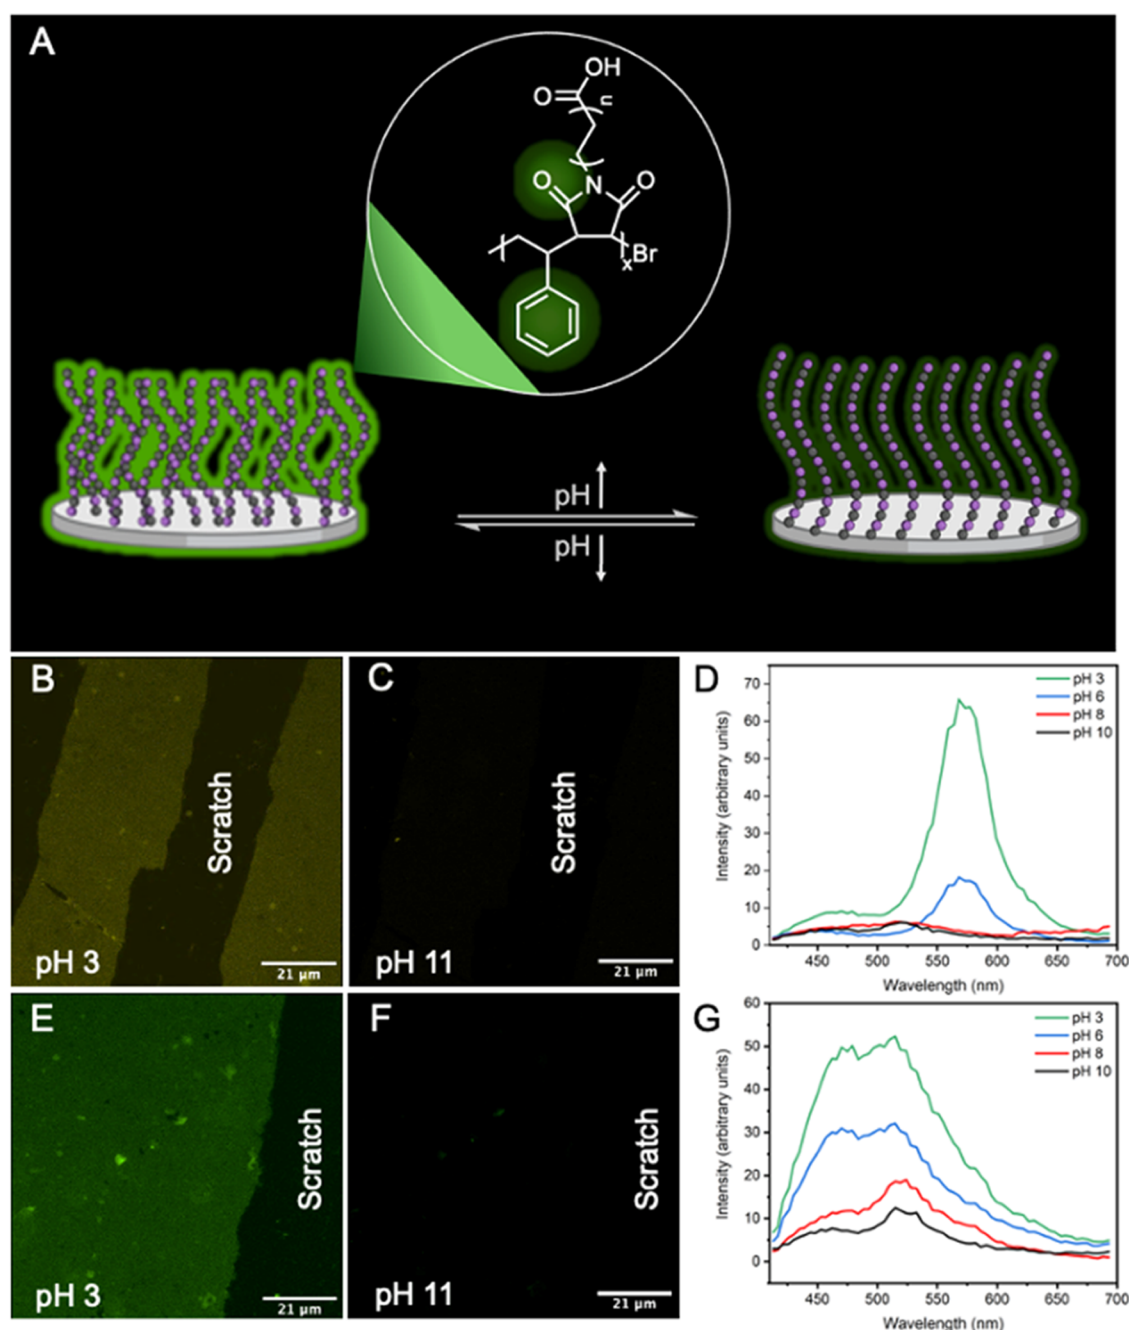 A
OH
O
n
O
N
O
x
Br
pH
pH
B
Scratch
pH 3
21 µm
C
Scratch
pH 11
21 µm
D
pH 3
pH 6
pH 8
pH 10
70
60
50
40
30
20
10
0
Intensity (arbitrary units)
450 500 550 600 650 700
Wavelength (nm)
E
Scratch
pH 3
21 µm
F
Scratch
pH 11
21 µm
G
pH 3
pH 6
pH 8
pH 10
60
50
40
30
20
10
0
Intensity (arbitrary units)
450 500 550 600 650 700
Wavelength (nm)